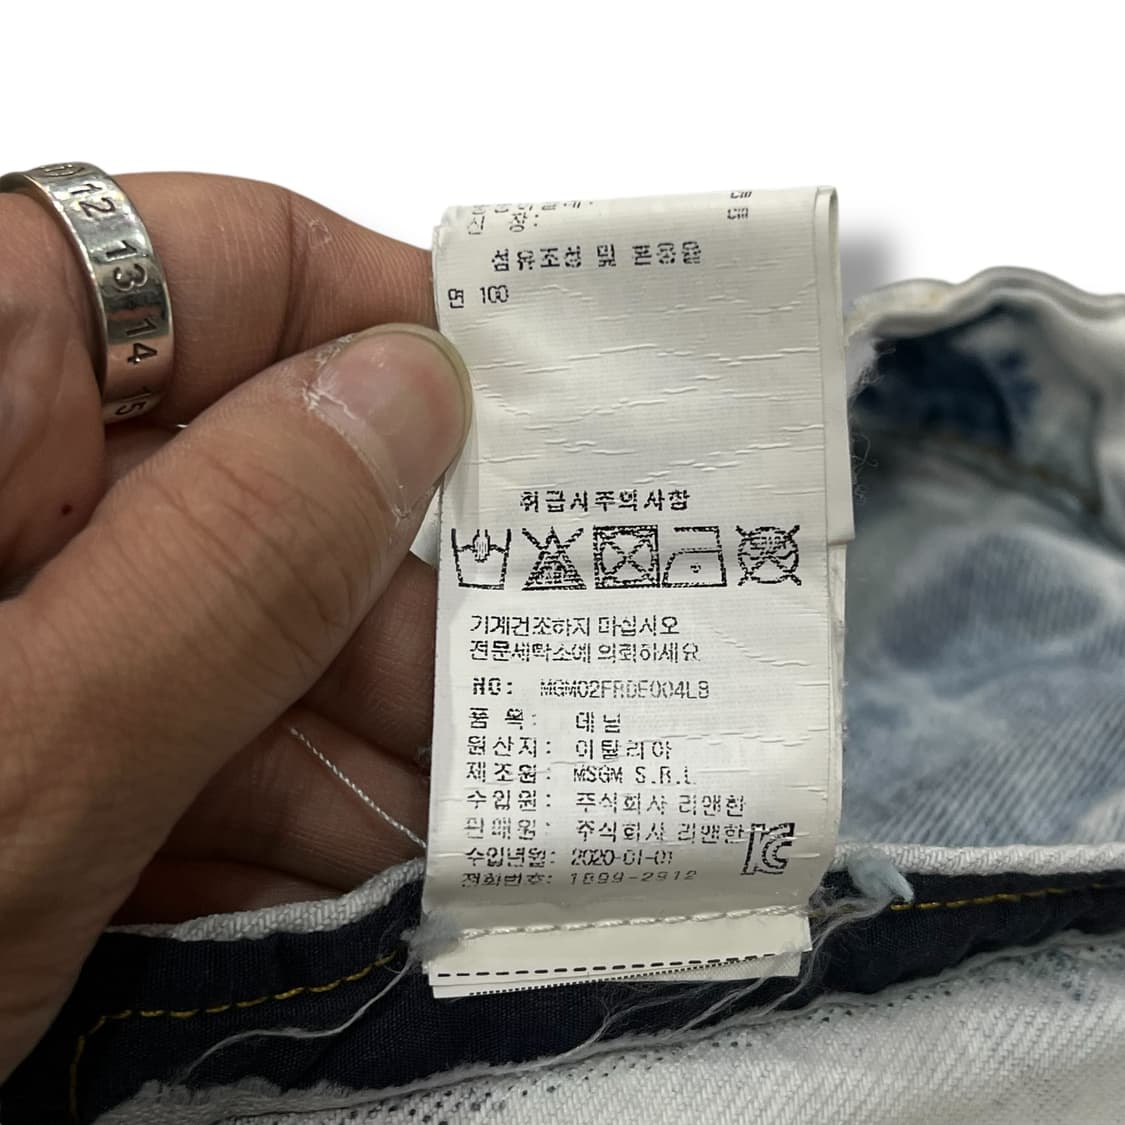 12
13
14
15
cm
신 장: cm
섬유조성 및 혼용율
면 100
취급시주의사항
기계건조하지 마십시오
전문세탁소에 의뢰하세요
NO: MGM02FRDE004LB
품 목: 데님
원산지: 이탈리아
제조원: MSGM S.R.L
수입원: 주식회사 리앤한
판매원: 주식회사 리앤한
수입년월: 2020-01-01
전화번호: 1899-2912